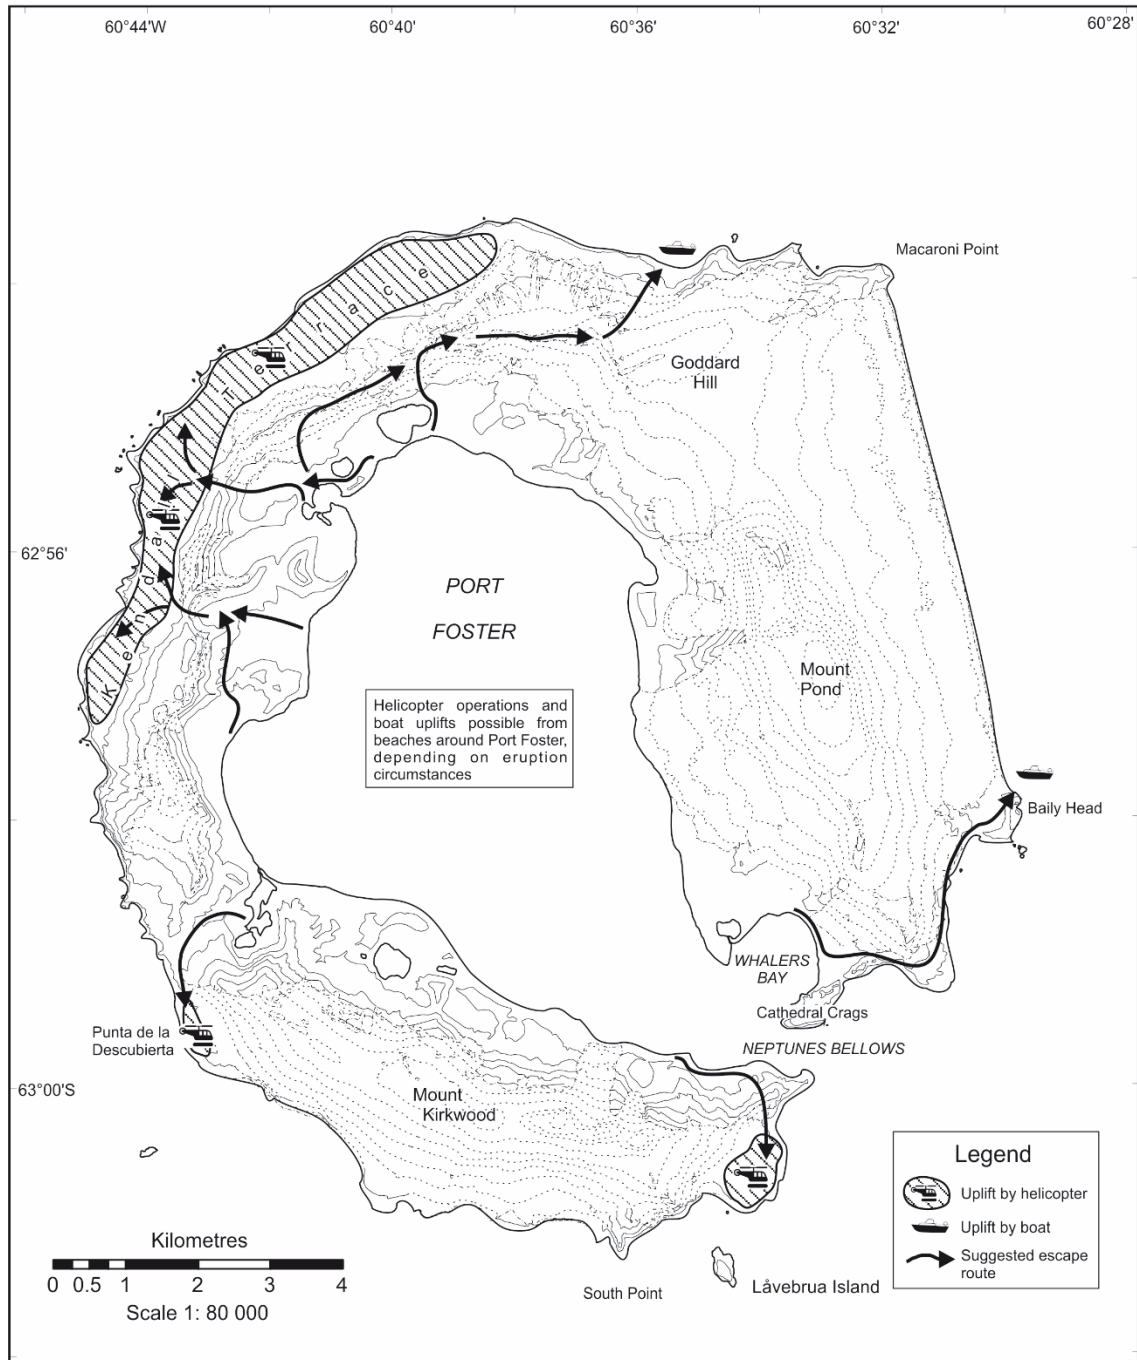 60°44'W
60°40'
60°36'
60°32'
60°28'
Macaroni Point
Goddard
Hill
Kendall Terrace
62°56'
PORT
FOSTER
Mount
Pond
Helicopter operations and
boat uplifts possible from
beaches around Port Foster,
depending on eruption
circumstances
Baily Head
WHALERS
BAY
Cathedral Crags
Punta de la
Descubierta
NEPTUNES BELLOWS
63°00'S
Mount
Kirkwood
Legend
Uplift by helicopter
Uplift by boat
Suggested escape
route
Kilometres
0 0.5 1 2 3 4
Scale 1: 80 000
South Point
Låvebrua Island